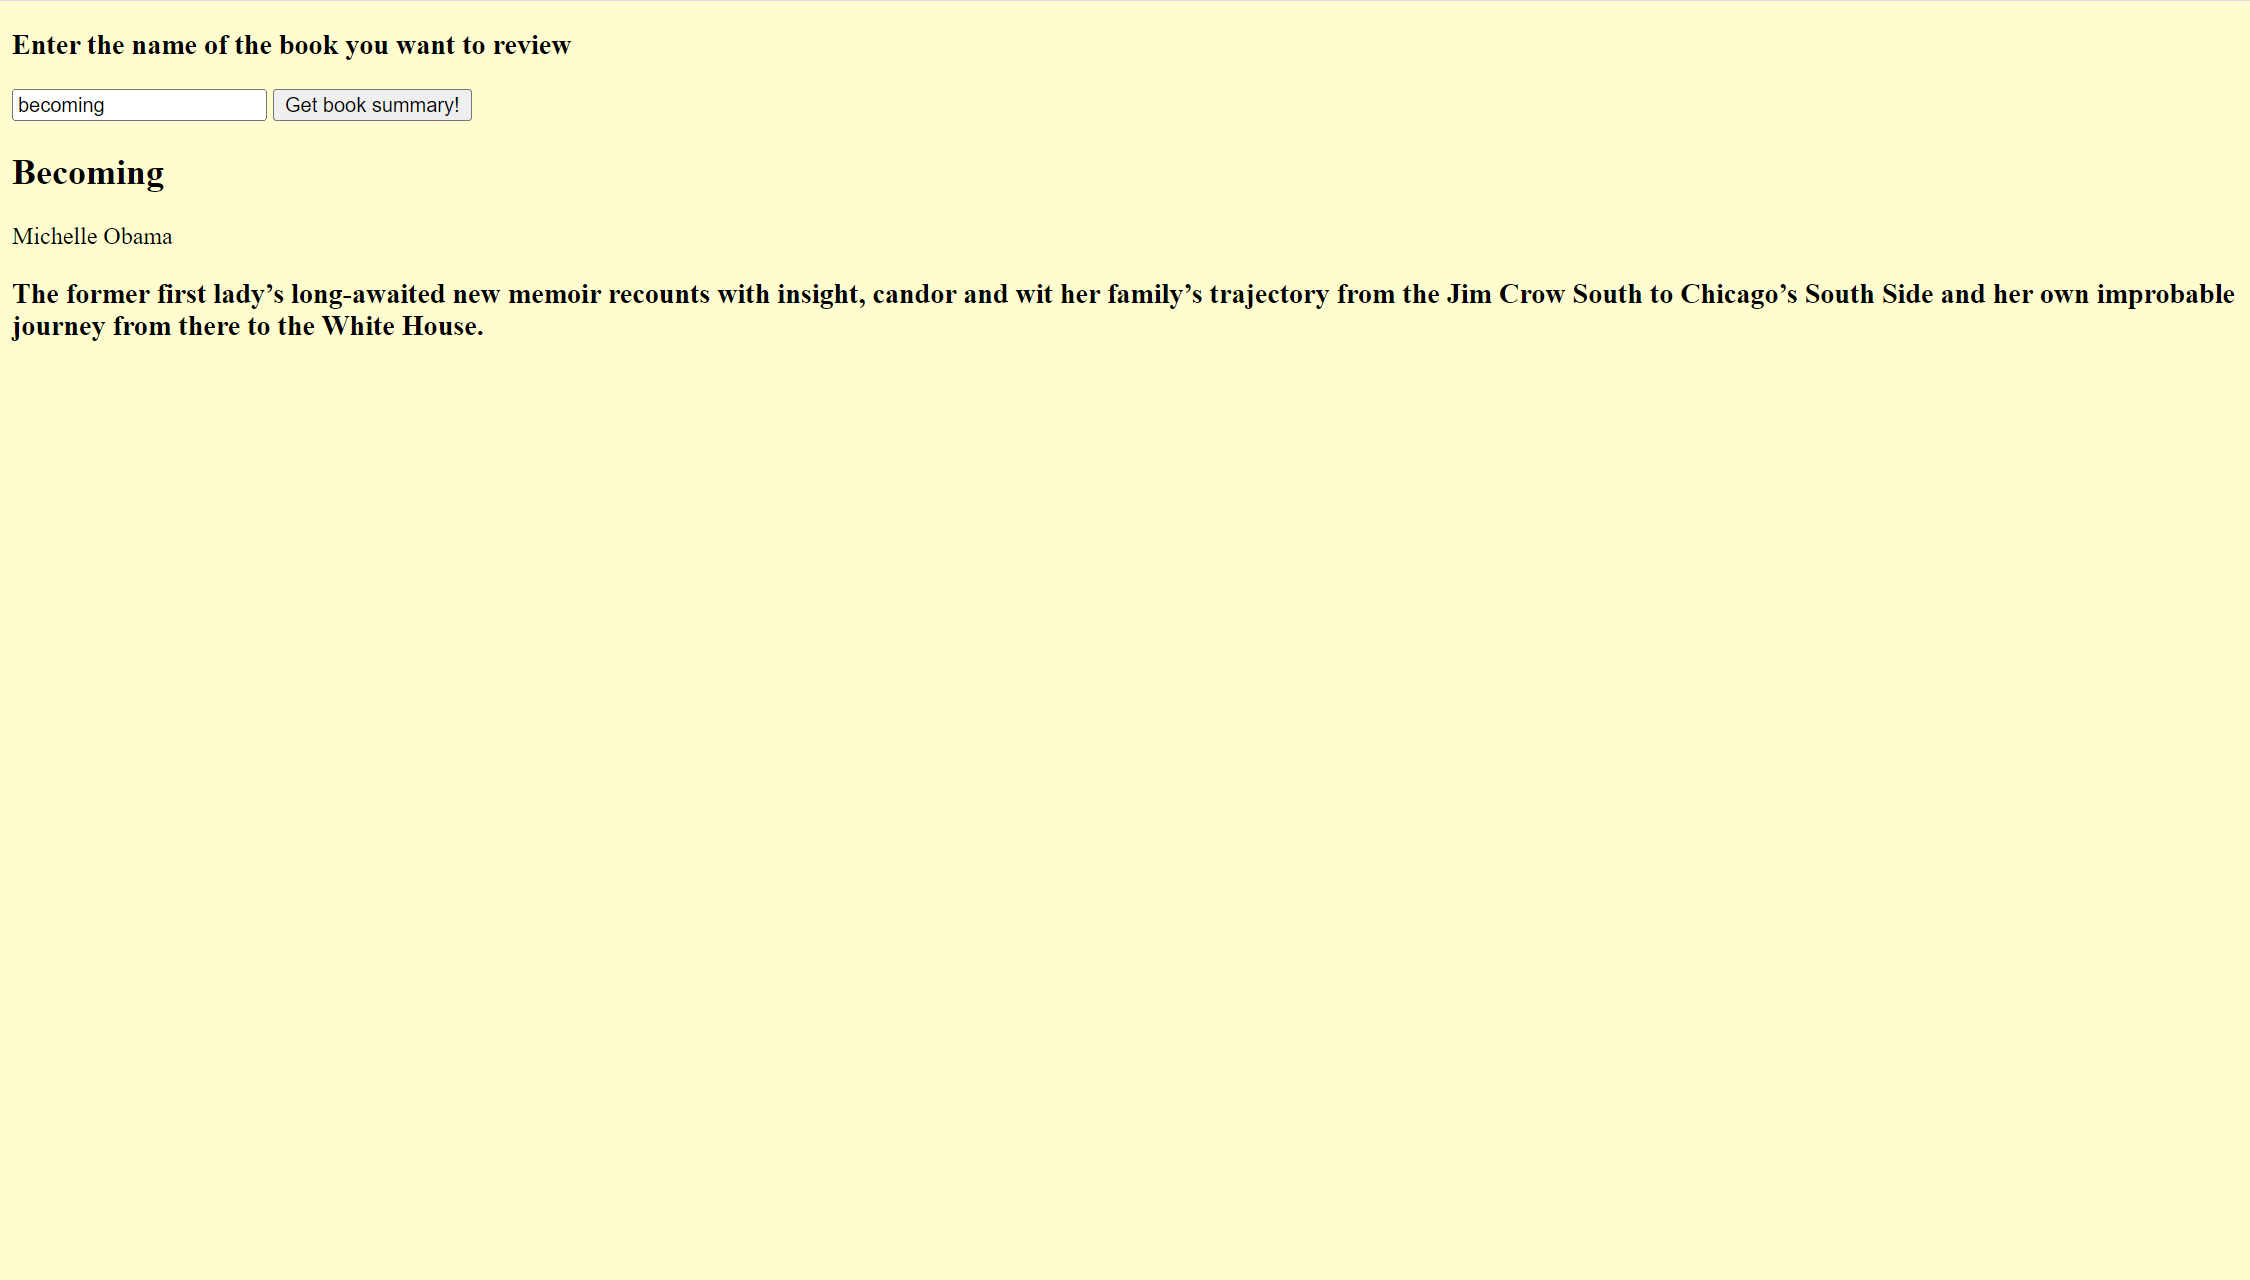 Enter the name of the book you want to review
becoming Get book summary!
Becoming
Michelle Obama
The former first lady’s long-awaited new memoir recounts with insight, candor and wit her family’s trajectory from the Jim Crow South to Chicago’s South Side and her own improbable
journey from there to the White House.